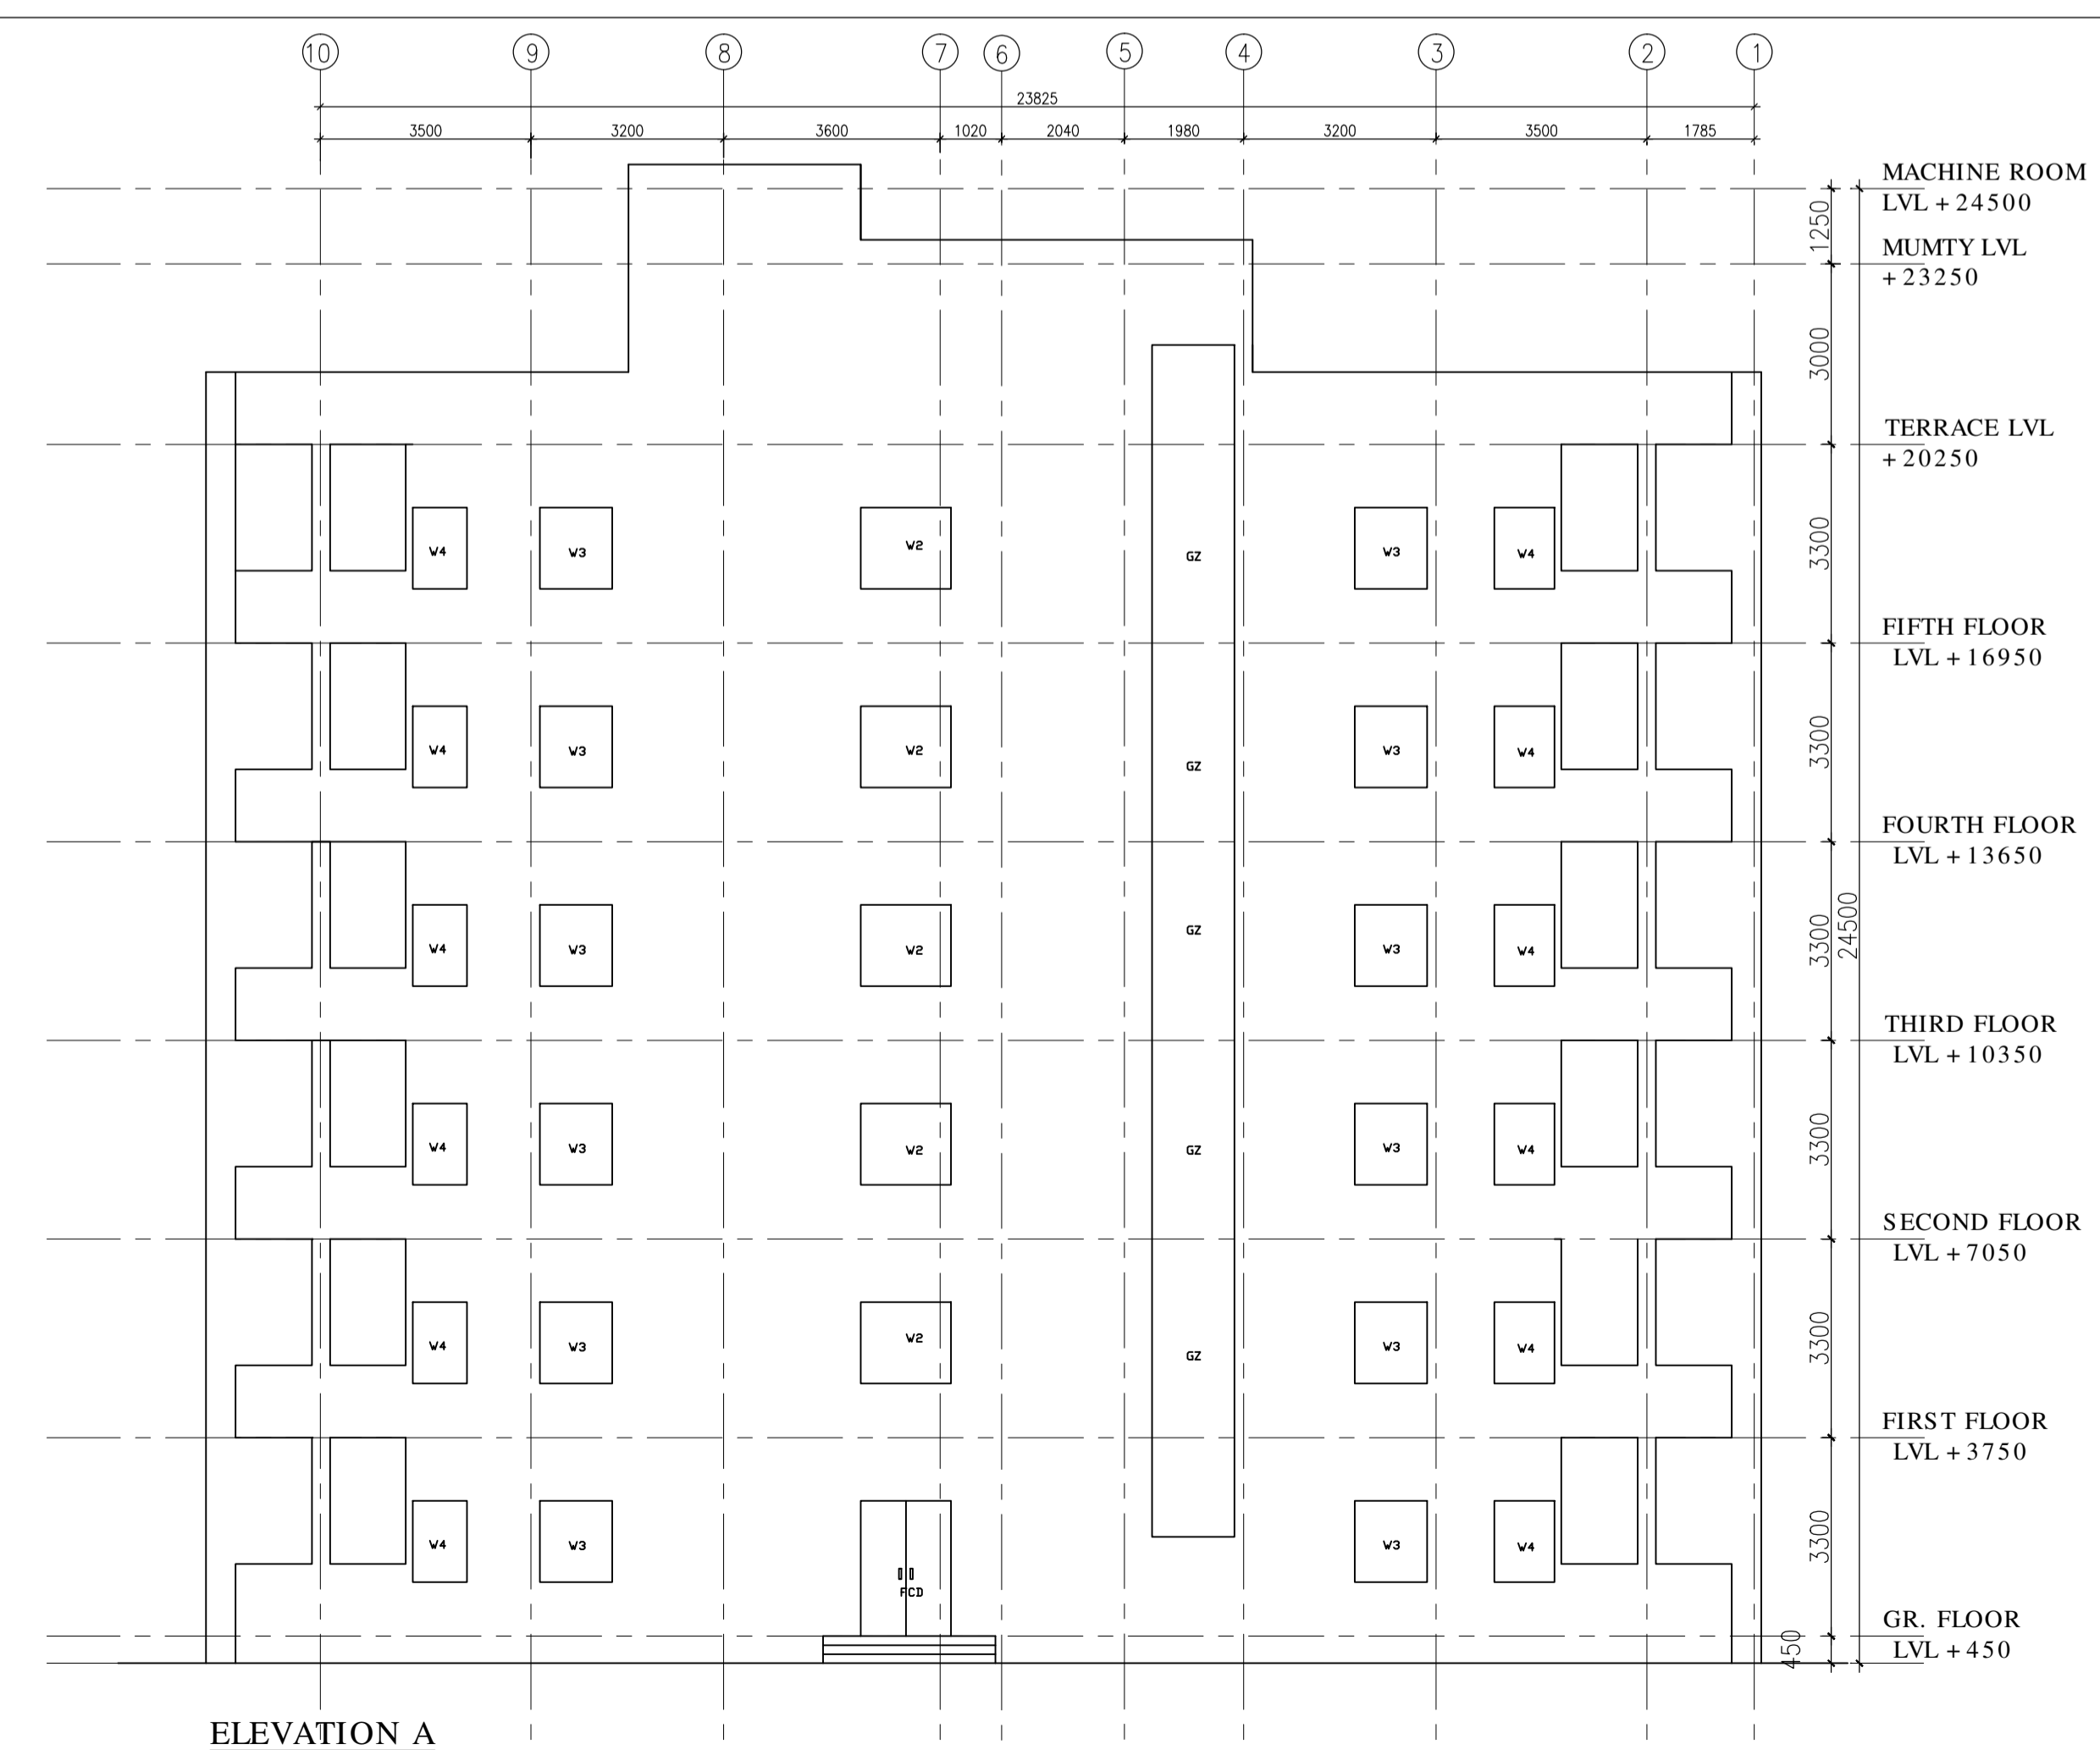 10 9 8 7 6 5 4 3 2 1
23825
3500 3200 3600 1020 2040 1980 3200 3500 1785
MACHINE ROOM
LVL +24500
1250
MUMTY LVL
+23250
3000
TERRACE LVL
+20250
W4 W3 W2 GZ W3 W4
3300
FIFTH FLOOR
LVL +16950
W4 W3 W2 GZ W3 W4
3300
FOURTH FLOOR
LVL +13650
W4 W3 W2 GZ W3 W4
3300
24500
THIRD FLOOR
LVL +10350
W4 W3 W2 GZ W3 W4
3300
SECOND FLOOR
LVL +7050
W4 W3 W2 GZ W3 W4
3300
FIRST FLOOR
LVL +3750
W4 W3 W3 W4
3300
FCD
GR. FLOOR
LVL +450
450
ELEVATION A